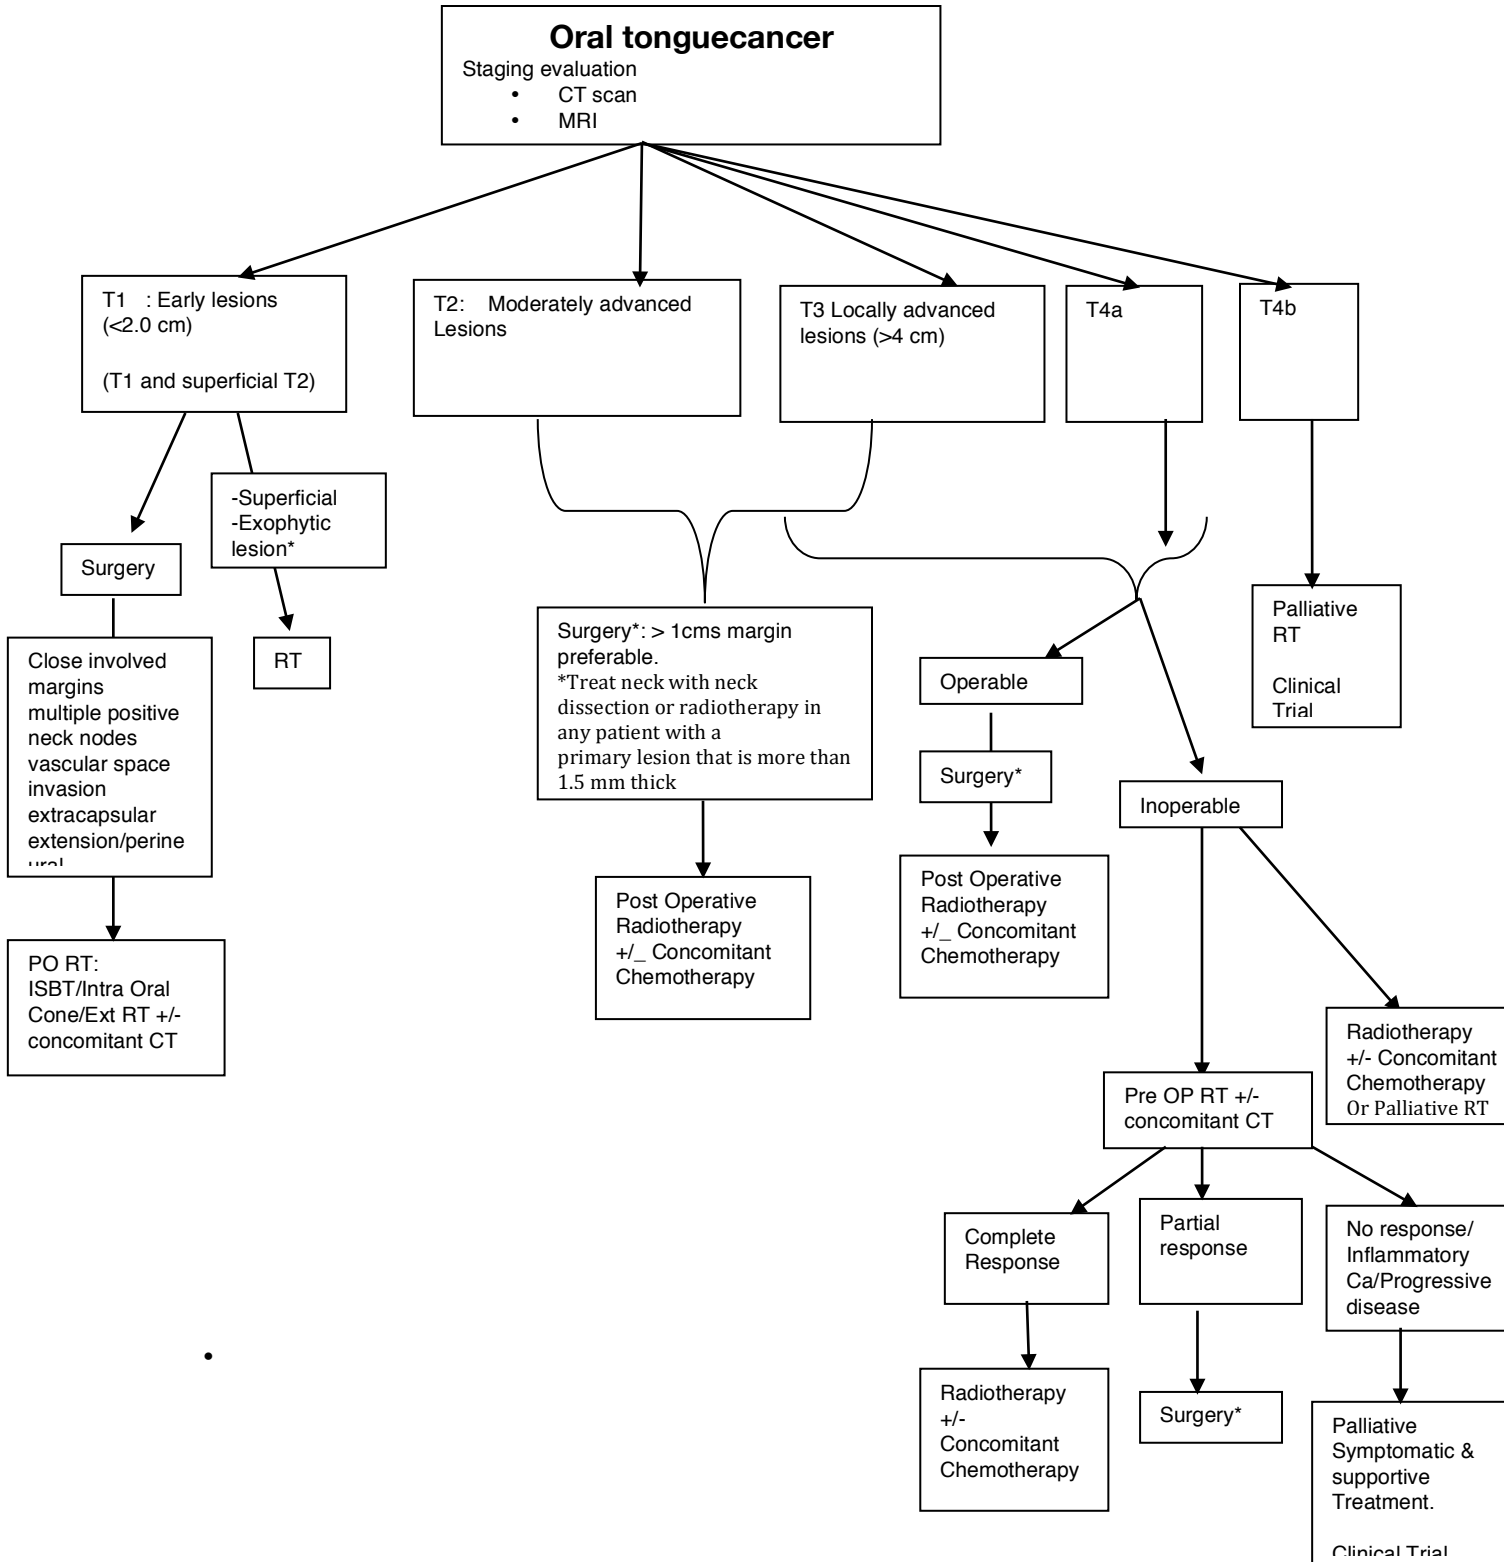 Oral tonguecancer
Staging evaluation
• CT scan
• MRI
T1 : Early lesions
(<2.0 cm)
(T1 and superficial T2)
T2: Moderately advanced
Lesions
T3 Locally advanced
lesions (>4 cm)
T4a
T4b
-Superficial
-Exophytic
lesion*
Surgery
RT
Close involved
margins
multiple positive
neck nodes
vascular space
invasion
extracapsular
extension/perine
ural
PO RT:
ISBT/Intra Oral
Cone/Ext RT +/-
concomitant CT
Surgery*: > 1cms margin
preferable.
*Treat neck with neck
dissection or radiotherapy in
any patient with a
primary lesion that is more than
1.5 mm thick
Post Operative
Radiotherapy
+/_ Concomitant
Chemotherapy
Operable
Surgery*
Post Operative
Radiotherapy
+/_ Concomitant
Chemotherapy
Palliative
RT
Clinical
Trial
Inoperable
Radiotherapy
+/- Concomitant
Chemotherapy
Or Palliative RT
Pre OP RT +/-
concomitant CT
Complete
Response
Partial
response
No response/
Inflammatory
Ca/Progressive
disease
Radiotherapy
+/-
Concomitant
Chemotherapy
Surgery*
Palliative
Symptomatic &
supportive
Treatment.
Clinical Trial
•